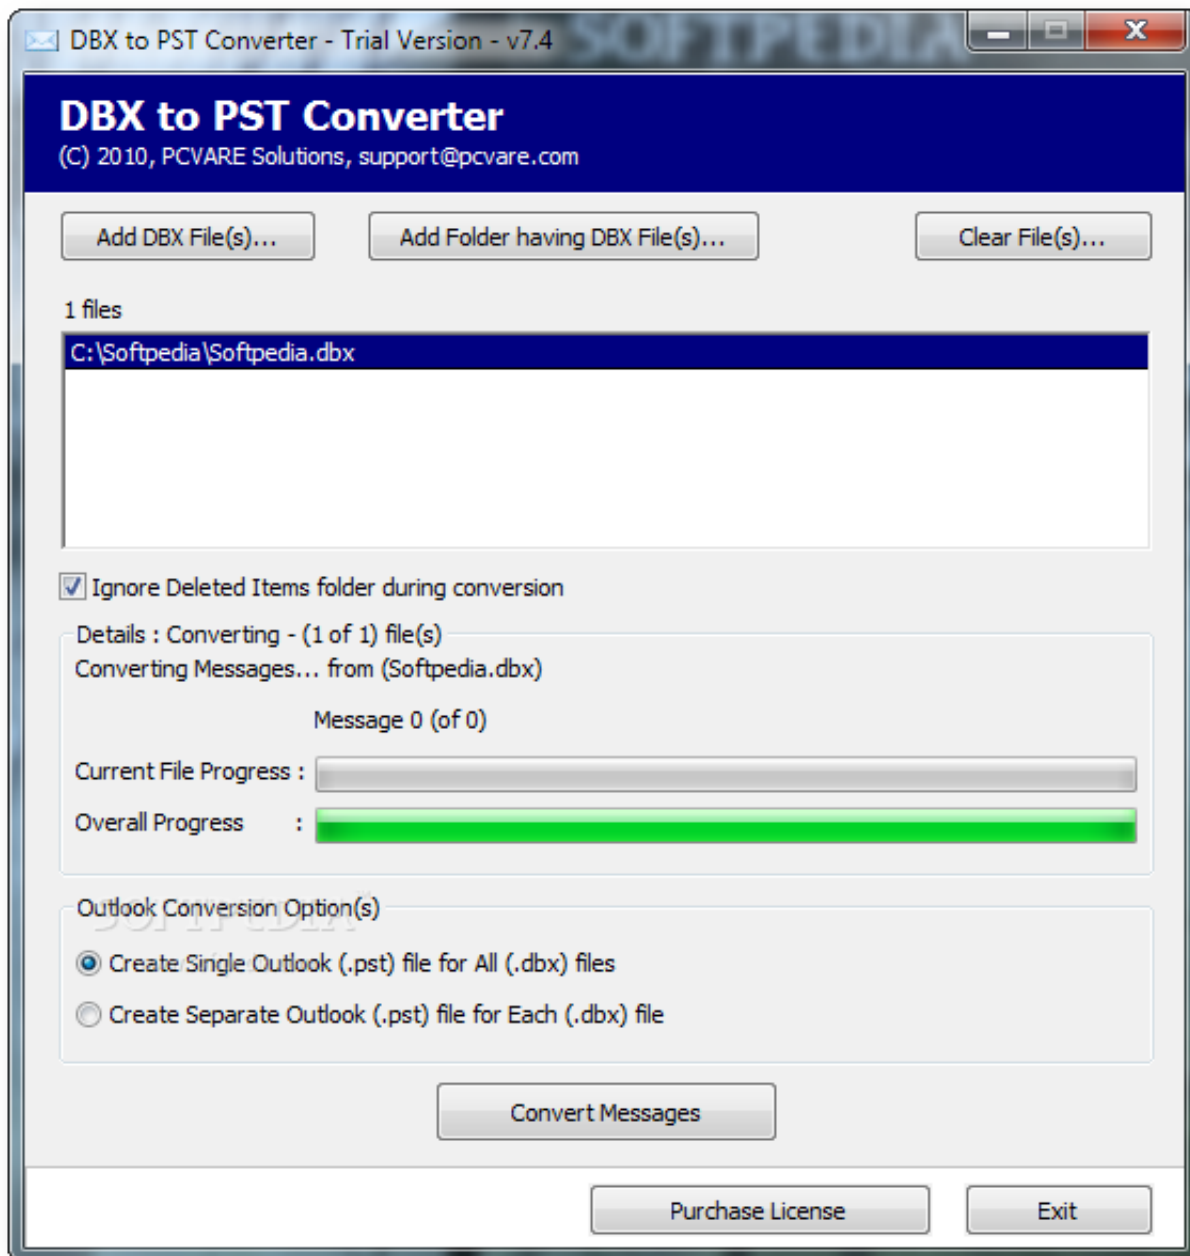 DBX to PST Converter - Trial Version - v7.4
SOFTPEDIA
DBX to PST Converter
(C) 2010, PCVARE Solutions, support@pcvare.com
Add DBX File(s)... Add Folder having DBX File(s)... Clear File(s)...
1 files
C:\Softpedia\Softpedia.dbx
Ignore Deleted Items folder during conversion
Details : Converting - (1 of 1) file(s)
Converting Messages... from (Softpedia.dbx)
Message 0 (of 0)
Current File Progress :
Overall Progress :
SOFTPEDIA
Outlook Conversion Option(s)
Create Single Outlook (.pst) file for All (.dbx) files
Create Separate Outlook (.pst) file for Each (.dbx) file
Convert Messages
Purchase License Exit